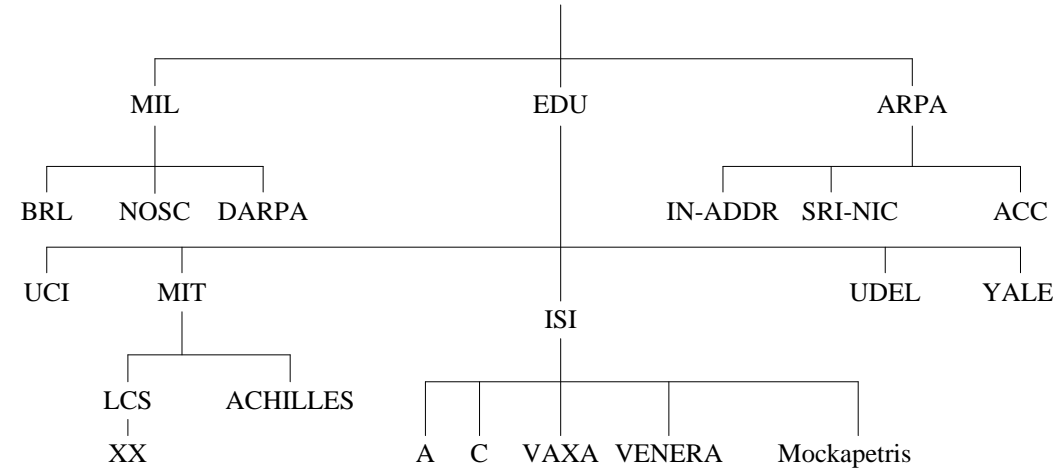 MIL EDU ARPA
BRL NOSC DARPA IN-ADDR SRI-NIC ACC
UCI MIT UDEL YALE
ISI
LCS ACHILLES
XX A C VAXA VENERA Mockapetris